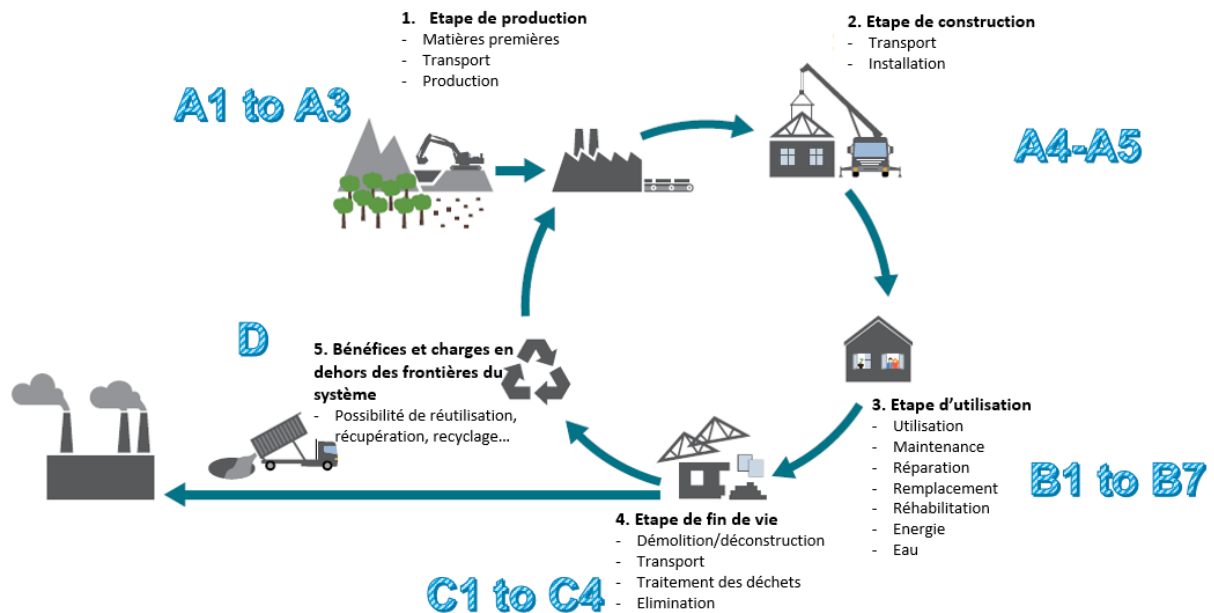 1. Etape de production
- Matières premières
- Transport
- Production
A1 to A3
2. Etape de construction
- Transport
- Installation
A4-A5
3. Etape d'utilisation
- Utilisation
- Maintenance
- Réparation
- Remplacement
- Réhabilitation
- Energie
- Eau
B1 to B7
4. Etape de fin de vie
- Démolition/déconstruction
- Transport
- Traitement des déchets
- Elimination
C1 to C4
D
5. Bénéfices et charges en
dehors des frontières du
système
- Possibilité de réutilisation,
récupération, recyclage…